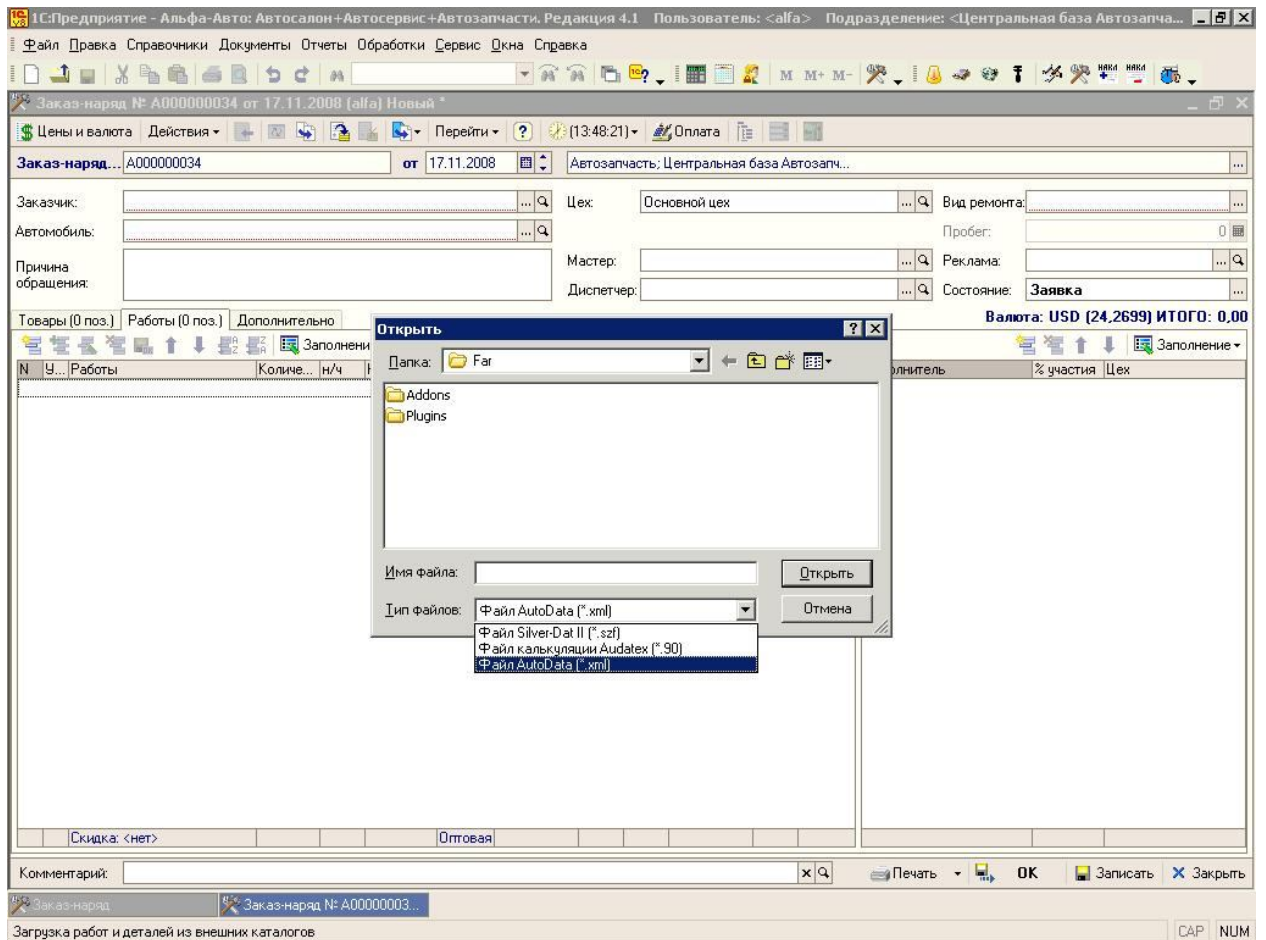 1С:Предприятие - Альфа-Авто: Автосалон+Автосервис+Автозапчасти. Редакция 4.1 Пользователь: <alfa> Подразделение: <Центральная база Автозапча...
Файл Правка Справочники Документы Отчеты Обработки Сервис Окна Справка
M M+ M-
Заказ-наряд № А000000034 от 17.11.2008 (alfa) Новый *
Цены и валюта Действия Перейти (13:48:21) Оплата
Заказ-наряд... А000000034 от 17.11.2008 Автозапчасть; Центральная база Автозапч...
Заказчик: Цех: Основной цех Вид ремонта:
Автомобиль: Пробег: 0
Причина обращения: Мастер: Реклама:
Диспетчер: Состояние: Заявка
Товары (0 поз.) Работы (0 поз.) Дополнительно Валюта: USD (24,2699) ИТОГО: 0,00
Заполнени Заполнение
N У... Работы Количе... н/ч олнитель % участия Цех
Открыть
Папка: Far
Addons
Plugins
Имя файла: Открыть
Тип файлов: Файл AutoData (*.xml) Отмена
Файл Silver-Dat II (*.szf)
Файл калькуляции Audatex (*.90)
Файл AutoData (*.xml)
Скидка: <нет> Оптовая
Комментарий: Печать OK Записать Закрыть
Заказ-наряд Заказ-наряд № А00000003...
Загрузка работ и деталей из внешних каталогов CAP NUM